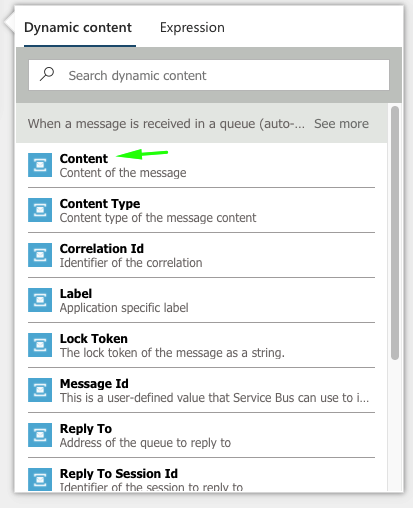 Dynamic content Expression
Search dynamic content
When a message is received in a queue (auto-... See more
Content
Content of the message
Content Type
Content type of the message content
Correlation Id
Identifier of the correlation
Label
Application specific label
Lock Token
The lock token of the message as a string.
Message Id
This is a user-defined value that Service Bus can use to i...
Reply To
Address of the queue to reply to
Reply To Session Id
Identifier of the session to reply to